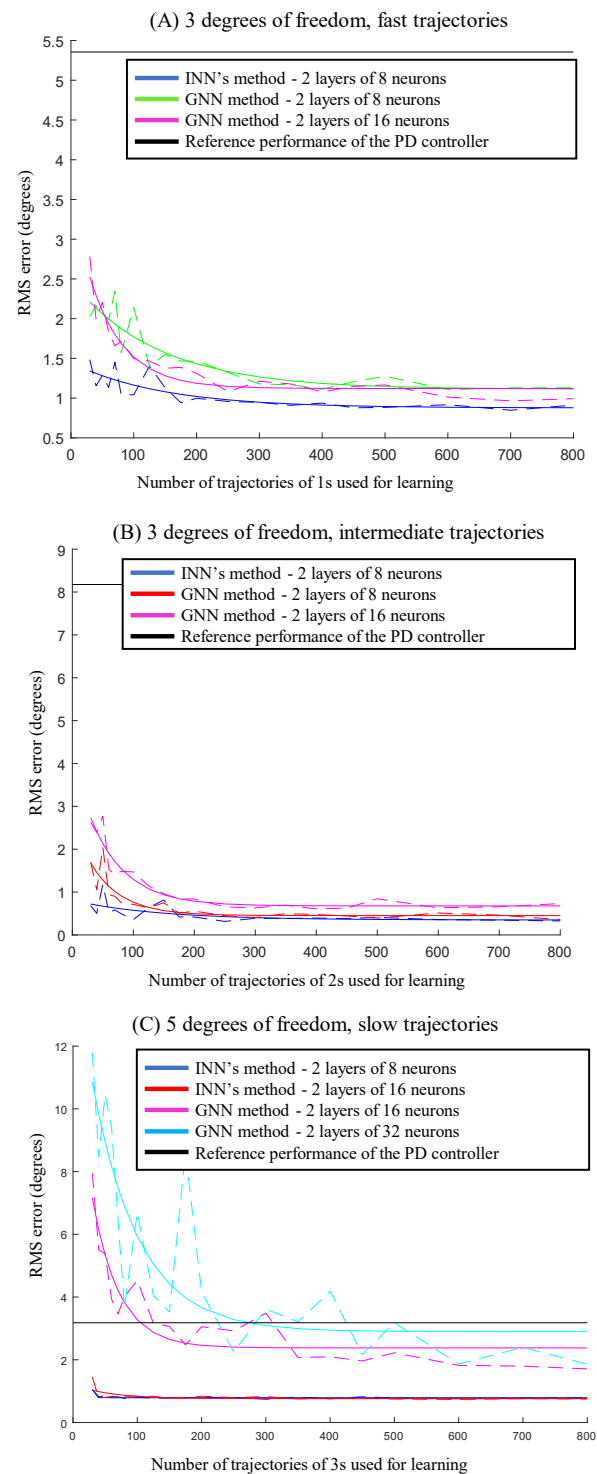 (A) 3 degrees of freedom, fast trajectories
5.5
5
4.5
4
3.5
3
2.5
2
1.5
1
0.5
RMS error (degrees)
INN's method - 2 layers of 8 neurons
GNN method - 2 layers of 8 neurons
GNN method - 2 layers of 16 neurons
Reference performance of the PD controller
0 100 200 300 400 500 600 700 800
Number of trajectories of 1s used for learning
(B) 3 degrees of freedom, intermediate trajectories
9
8
7
6
5
4
3
2
1
0
RMS error (degrees)
INN's method - 2 layers of 8 neurons
GNN method - 2 layers of 8 neurons
GNN method - 2 layers of 16 neurons
Reference performance of the PD controller
0 100 200 300 400 500 600 700 800
Number of trajectories of 2s used for learning
(C) 5 degrees of freedom, slow trajectories
12
10
8
6
4
2
0
RMS error (degrees)
INN's method - 2 layers of 8 neurons
INN's method - 2 layers of 16 neurons
GNN method - 2 layers of 16 neurons
GNN method - 2 layers of 32 neurons
Reference performance of the PD controller
0 100 200 300 400 500 600 700 800
Number of trajectories of 3s used for learning